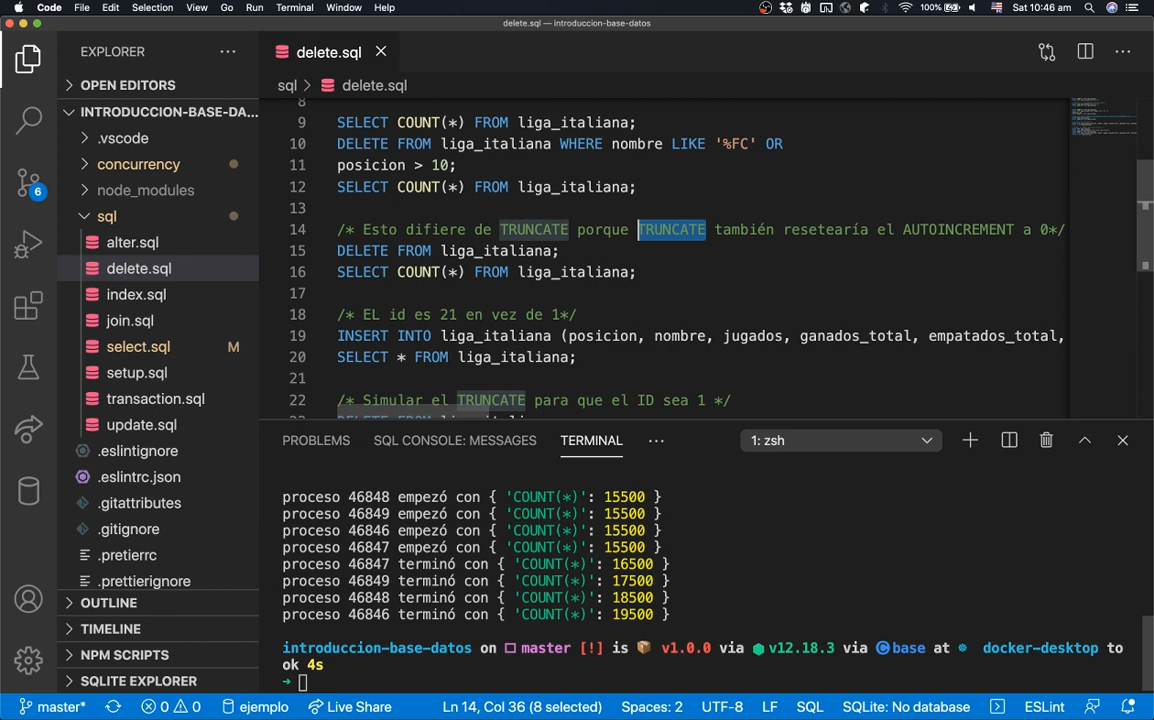 Code File Edit Selection View Go Run Terminal Window Help 100% Sat 10:46 am
delete.sql — introduccion-base-datos
EXPLORER
OPEN EDITORS
INTRODUCCION-BASE-DA...
.vscode
concurrency
node_modules
sql
alter.sql
delete.sql
index.sql
join.sql
select.sql M
setup.sql
transaction.sql
update.sql
.eslintignore
.eslintrc.json
.gitattributes
.gitignore
.pretierrc
.prettierignore
OUTLINE
TIMELINE
NPM SCRIPTS
SQLITE EXPLORER
6
delete.sql
sql > delete.sql
8
9 SELECT COUNT(*) FROM liga_italiana;
10 DELETE FROM liga_italiana WHERE nombre LIKE '%FC' OR
11 posicion > 10;
12 SELECT COUNT(*) FROM liga_italiana;
13
14 /* Esto difiere de TRUNCATE porque TRUNCATE también resetearía el AUTOINCREMENT a 0*/
15 DELETE FROM liga_italiana;
16 SELECT COUNT(*) FROM liga_italiana;
17
18 /* EL id es 21 en vez de 1*/
19 INSERT INTO liga_italiana (posicion, nombre, jugados, ganados_total, empatados_total,
20 SELECT * FROM liga_italiana;
21
22 /* Simular el TRUNCATE para que el ID sea 1 */
PROBLEMS SQL CONSOLE: MESSAGES TERMINAL ... 1: zsh
proceso 46848 empezó con { 'COUNT(*)': 15500 }
proceso 46849 empezó con { 'COUNT(*)': 15500 }
proceso 46846 empezó con { 'COUNT(*)': 15500 }
proceso 46847 empezó con { 'COUNT(*)': 15500 }
proceso 46847 terminó con { 'COUNT(*)': 16500 }
proceso 46849 terminó con { 'COUNT(*)': 17500 }
proceso 46848 terminó con { 'COUNT(*)': 18500 }
proceso 46846 terminó con { 'COUNT(*)': 19500 }
introduccion-base-datos on master [!] is v1.0.0 via v12.18.3 via base at docker-desktop to
ok 4s
master* 0 0 ejemplo Live Share Ln 14, Col 36 (8 selected) Spaces: 2 UTF-8 LF SQL SQLite: No database ESLint